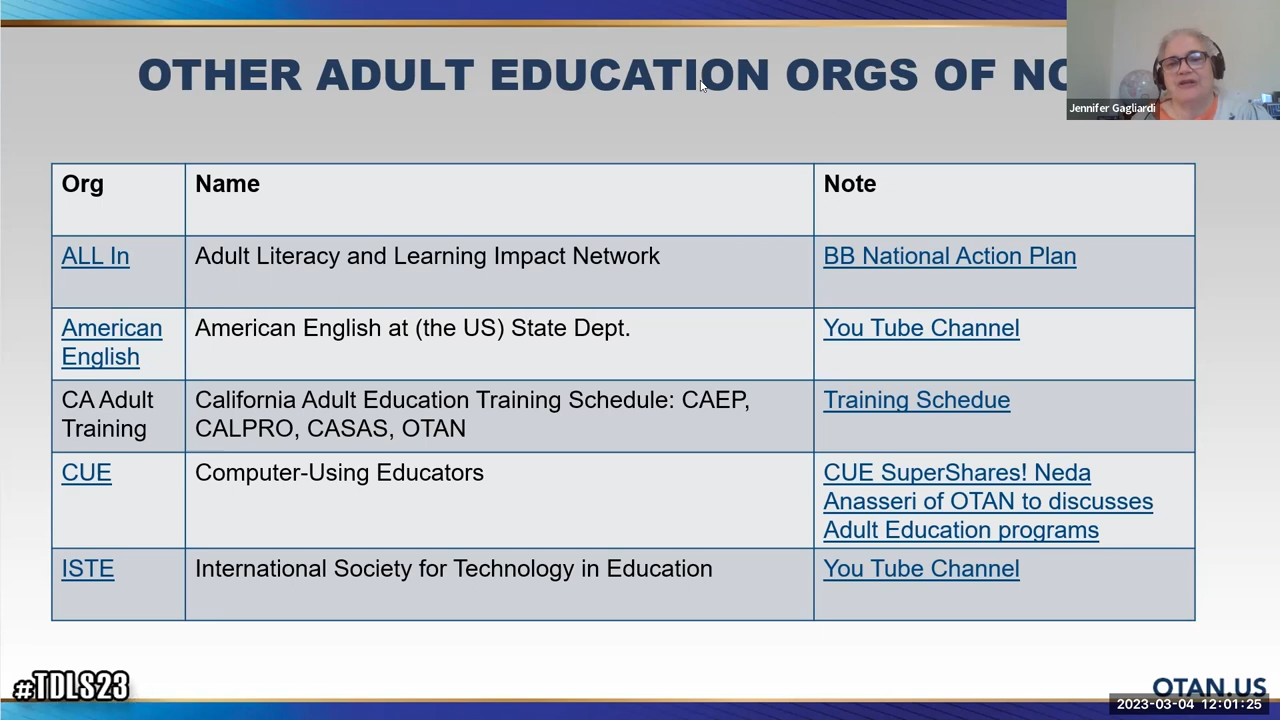 OTHER ADULT EDUCATION ORGS OF
Jennifer Gagliardi
Org
Name
Note
ALL In
Adult Literacy and Learning Impact Network
BB National Action Plan
American
English
American English at (the US) State Dept.
You Tube Channel
CA Adult
Training
California Adult Education Training Schedule: CAEP,
CALPRO, CASAS, OTAN
Training Schedue
CUE
Computer-Using Educators
CUE SuperShares! Neda
Anasseri of OTAN to discusses
Adult Education programs
ISTE
International Society for Technology in Education
You Tube Channel
#TDLS23
OTAN.US
2023-03-04 12:01:25